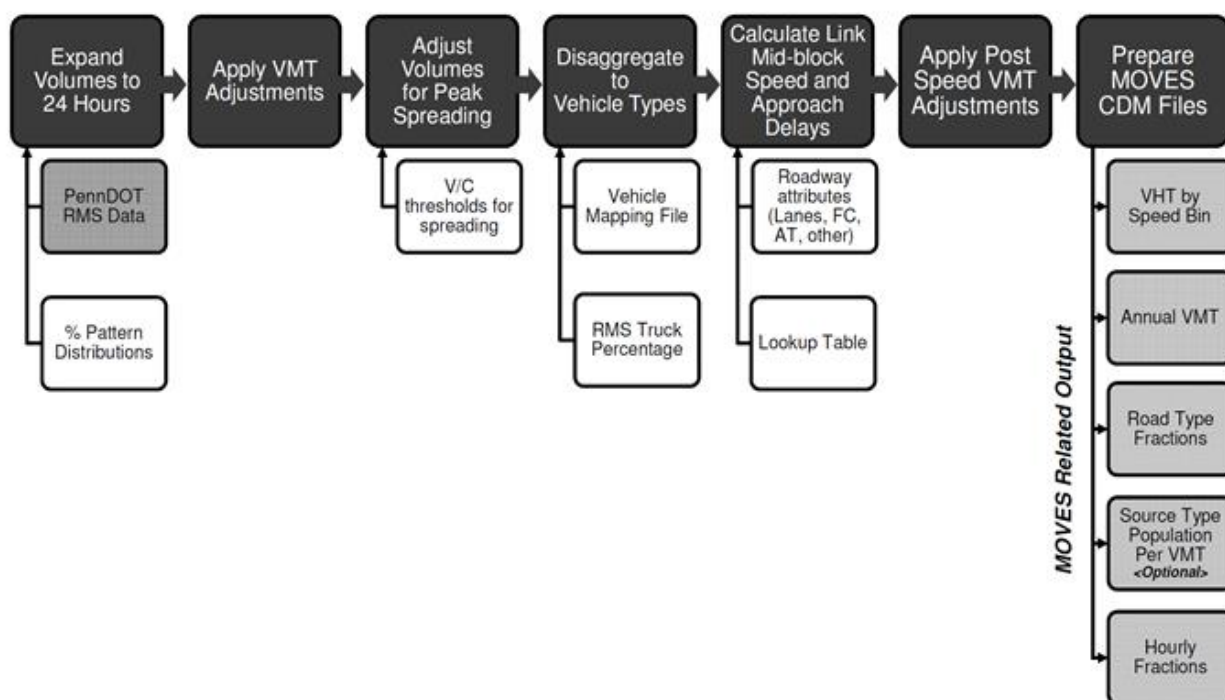 Expand
Volumes to
24 Hours
Apply VMT
Adjustments
Adjust
Volumes
for Peak
Spreading
Disaggregate
to
Vehicle Types
Calculate Link
Mid-block
Speed and
Approach
Delays
Apply Post
Speed VMT
Adjustments
Prepare
MOVES
CDM Files
PennDOT
RMS Data
% Pattern
Distributions
V/C
thresholds for
spreading
Vehicle
Mapping File
RMS Truck
Percentage
Roadway
attributes
(Lanes, FC,
AT, other)
Lookup Table
MOVES Related Output
VHT by
Speed Bin
Annual VMT
Road Type
Fractions
Source Type
Population
Per VMT
<Optional>
Hourly
Fractions